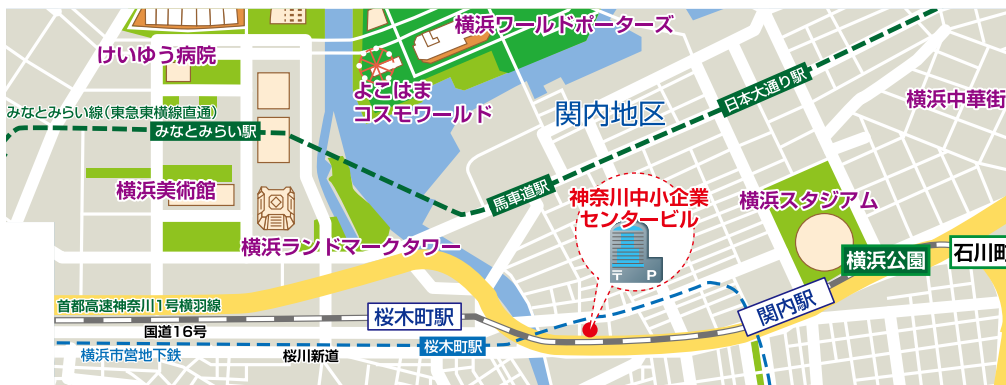 横浜ワールドポーターズ
けいゆう病院
よこはま
コスモワールド
みなとみらい線（東急東横線直通）
みなとみらい駅
関内地区
日本大通り駅
横浜中華街
横浜美術館
馬車道駅
神奈川中小企業
センタービル
〒 P
横浜スタジアム
横浜ランドマークタワー
横浜公園
石川町
首都高速神奈川1号横羽線
桜木町駅
関内駅
国道16号
横浜市営地下鉄
桜川新道
桜木町駅